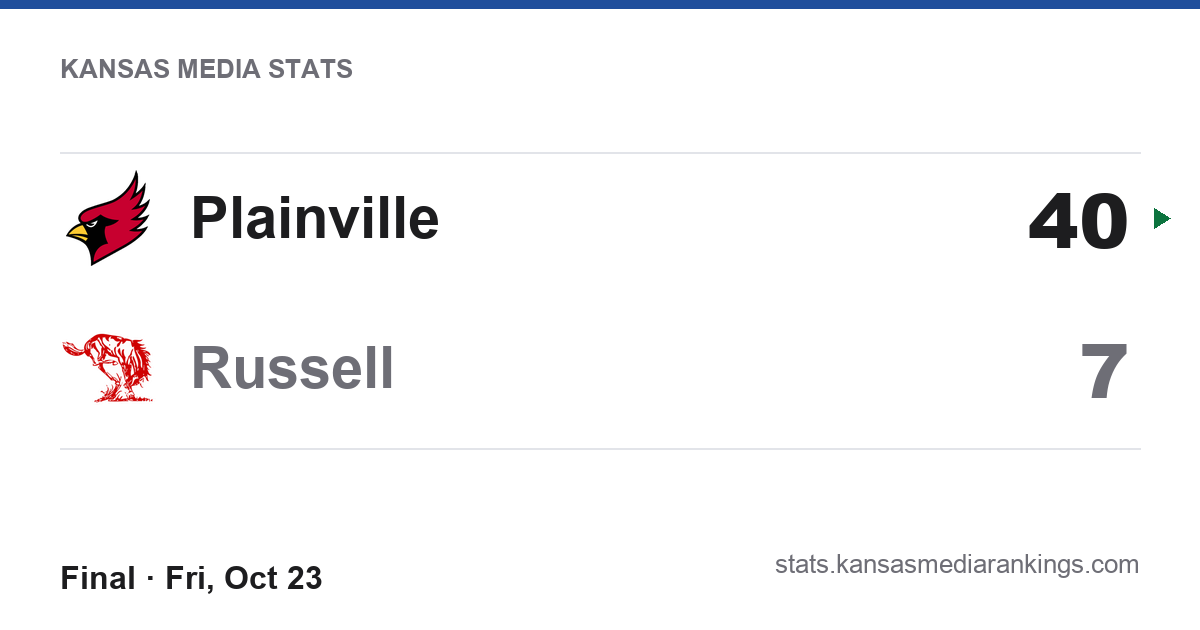 KANSAS MEDIA STATS
Plainville 40
Russell 7
Final · Fri, Oct 23
stats.kansasmediarankings.com